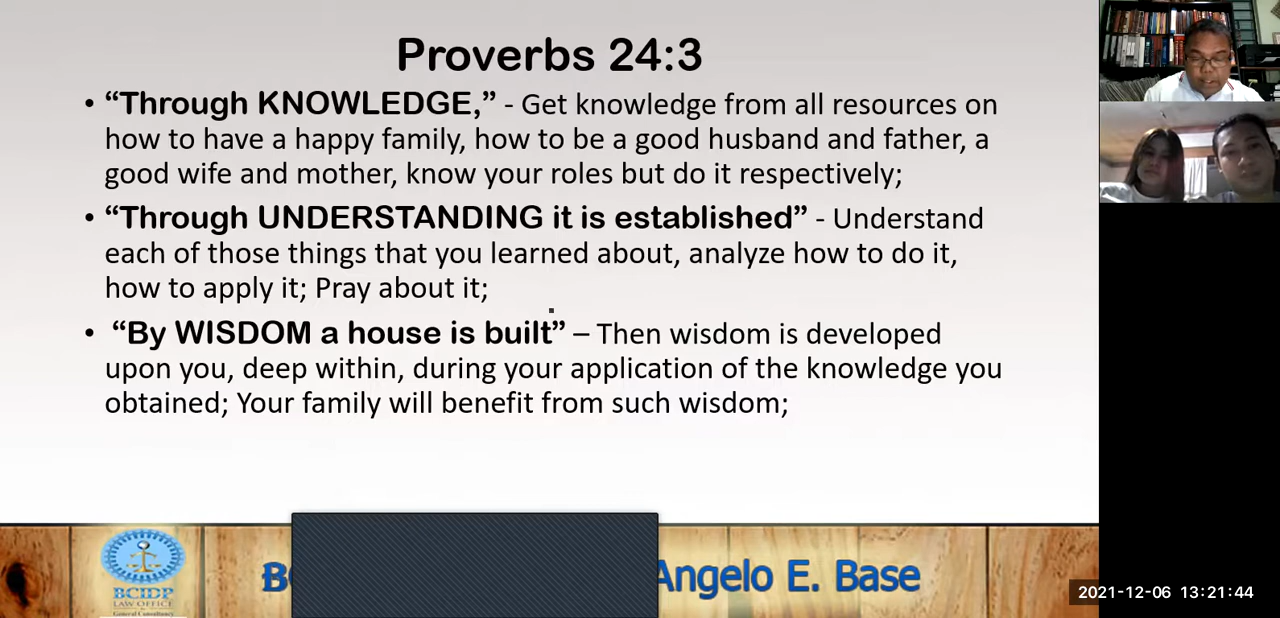 Proverbs 24:3
• “Through KNOWLEDGE,” - Get knowledge from all resources on
how to have a happy family, how to be a good husband and father, a
good wife and mother, know your roles but do it respectively;
• “Through UNDERSTANDING it is established” - Understand
each of those things that you learned about, analyze how to do it,
how to apply it; Pray about it;
• “By WISDOM a house is built” – Then wisdom is developed
upon you, deep within, during your application of the knowledge you
obtained; Your family will benefit from such wisdom;
BCIDP
LAW OFFICE
General Consultancy
Angelo E. Base
2021-12-06 13:21:44